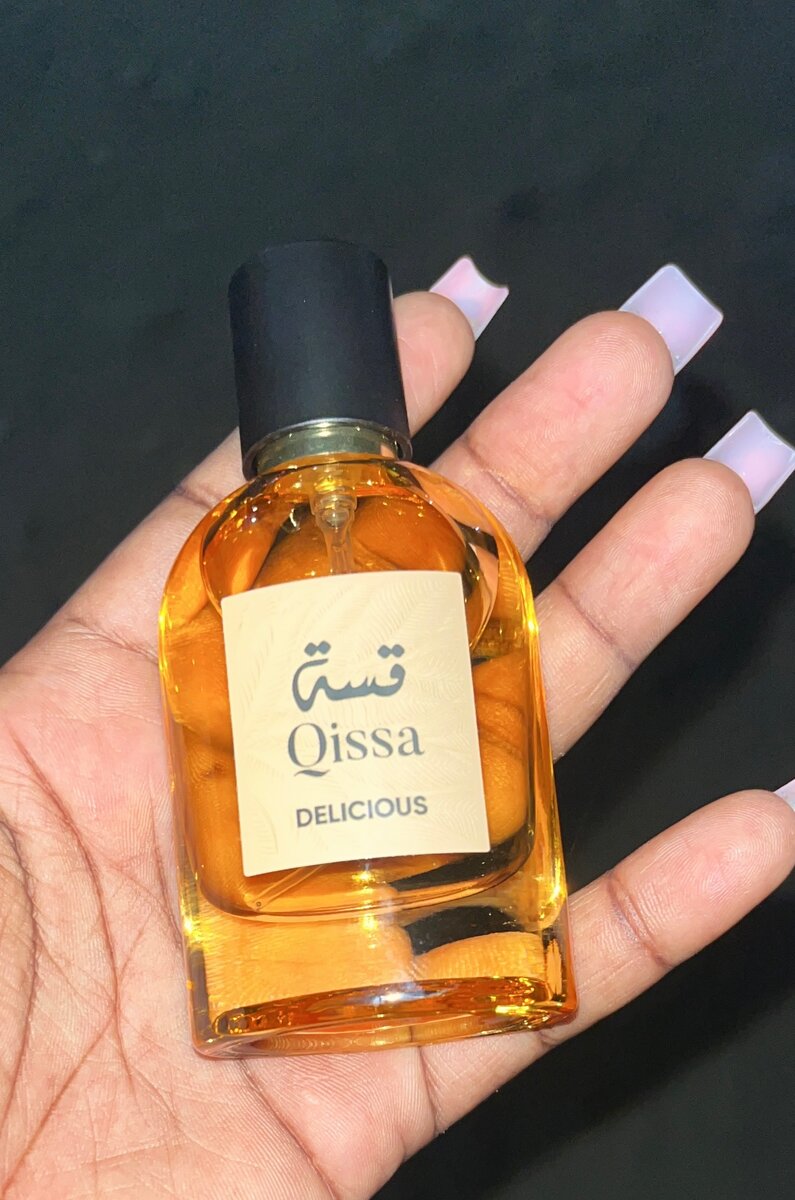 قسة
Qissa
DELICIOUS